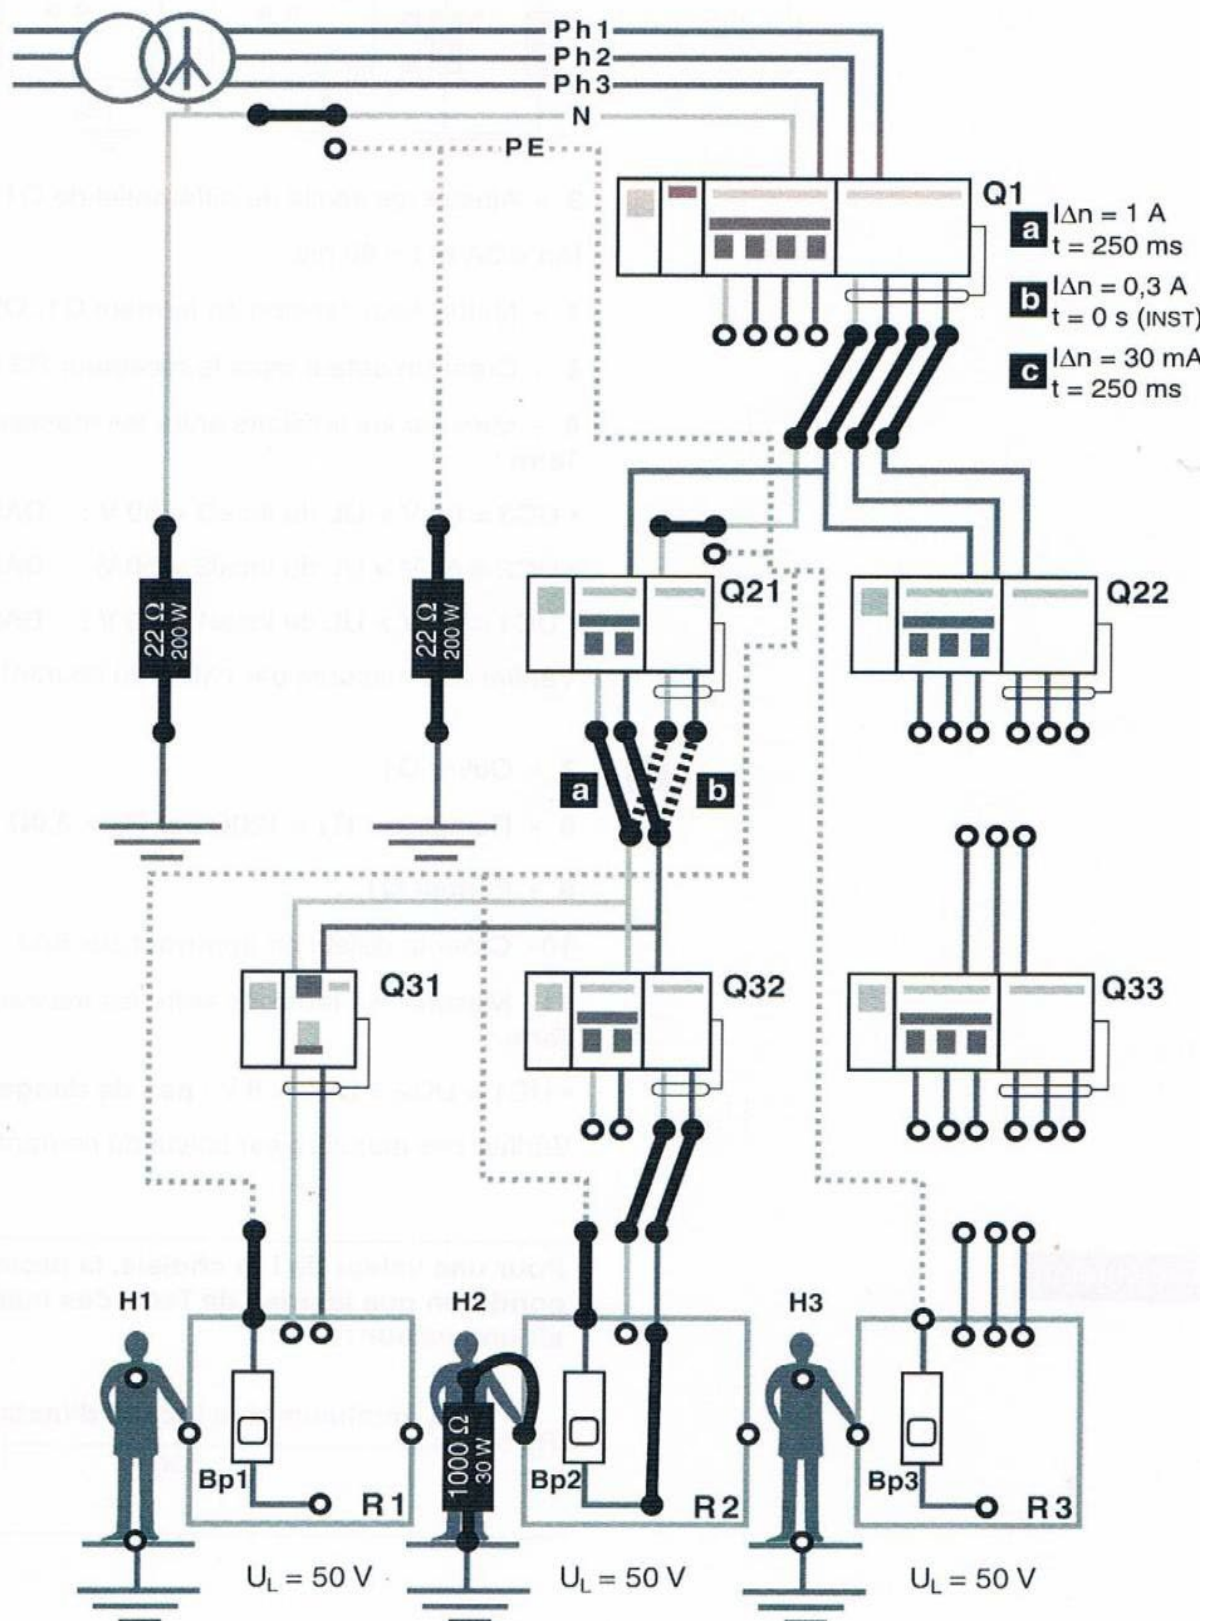 Ph1
Ph2
Ph3
N
PE
Q1
a IΔn = 1 A
t = 250 ms
b IΔn = 0,3 A
t = 0 s (INST)
c IΔn = 30 mA
t = 250 ms
22 Ω
200 W
22 Ω
200 W
Q21
Q22
a
b
Q31
Q32
Q33
H1
H2
H3
1000 Ω
30 W
Bp1
R1
Bp2
R2
Bp3
R3
UL = 50 V
UL = 50 V
UL = 50 V